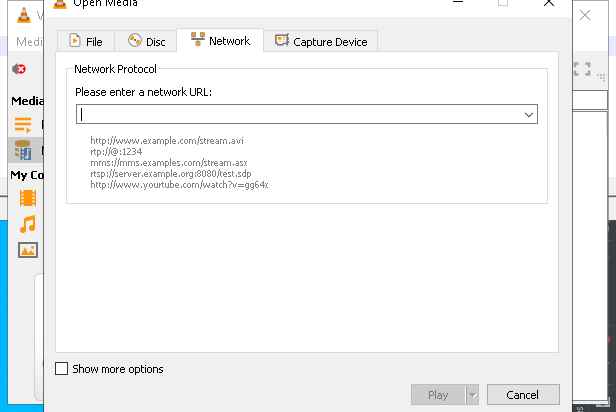 Open Media
V
Medi
File
Disc
Network
Capture Device
Network Protocol
Please enter a network URL:
Media
My Co
http://www.example.com/stream.avi
rtp://@:1234
mms://mms.examples.com/stream.asx
rtsp://server.example.org:8080/test.sdp
http://www.yourtube.com/watch?v=gg64x
Show more options
Play
Cancel